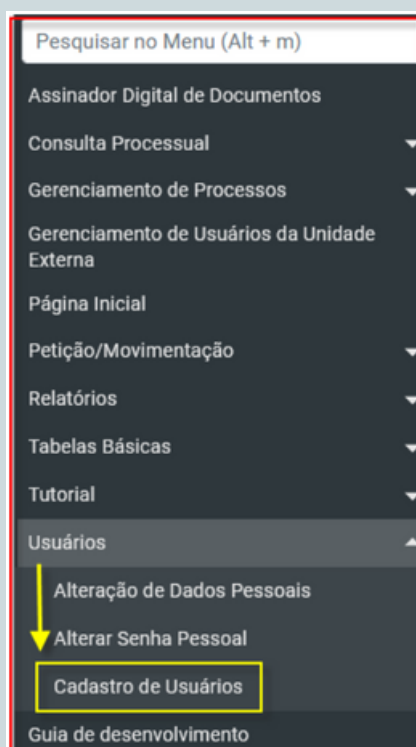 Pesquisar no Menu (Alt + m)
Assinador Digital de Documentos
Consulta Processual
Gerenciamento de Processos
Gerenciamento de Usuários da Unidade
Externa
Página Inicial
Petição/Movimentação
Relatórios
Tabelas Básicas
Tutorial
Usuários
Alteração de Dados Pessoais
Alterar Senha Pessoal
Cadastro de Usuários
Guia de desenvolvimento